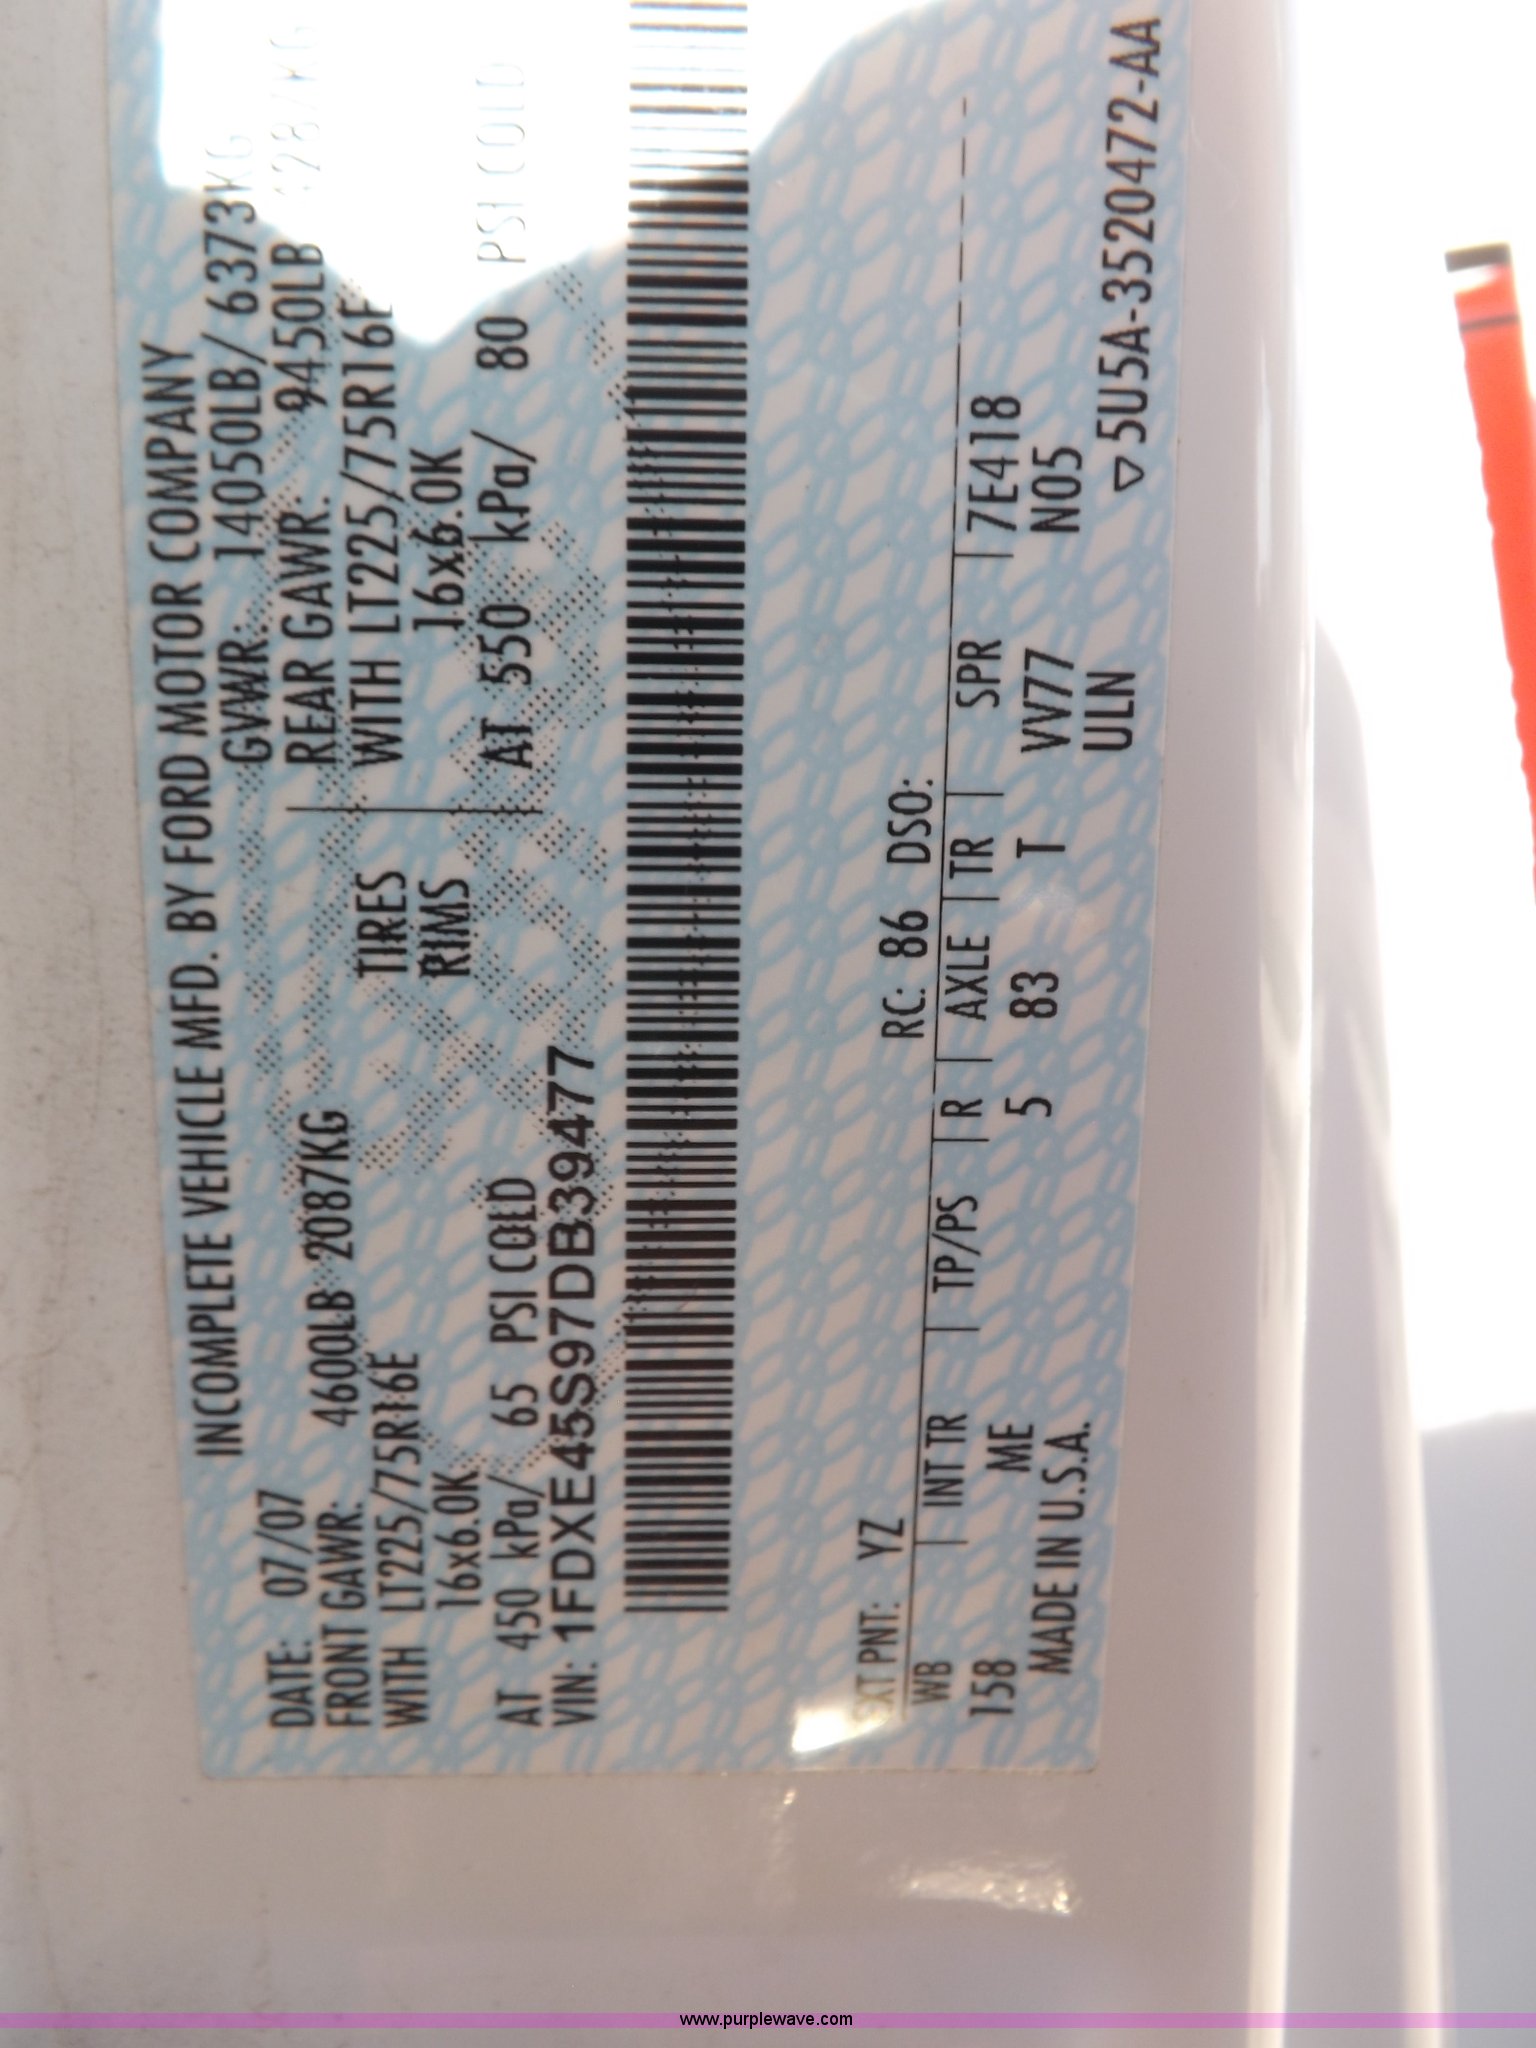 INCOMPLETE VEHICLE MFD. BY FORD MOTOR COMPANY
DATE: 07/07 GVWR: 14050LB/ 6373KG
FRONT GAWR: 4600LB 2087KG REAR GAWR: 9450LB
WITH LT225/75R16E TIRES WITH LT225/75R16E
16x6.0K RIMS 16x6.0K
AT 450 kPa/ 65 PSI COLD AT 550 kPa/ 80 PSI COLD
VIN: 1FDXE45S97DB39477
EXT PNT: YZ RC: 86 DSO:
WB INT TR TP/PS R AXLE TR SPR 7E418
158 ME 5 83 T VV77 N05
MADE IN U.S.A. ULN
5U5A-3520472-AA
www.purplewave.com